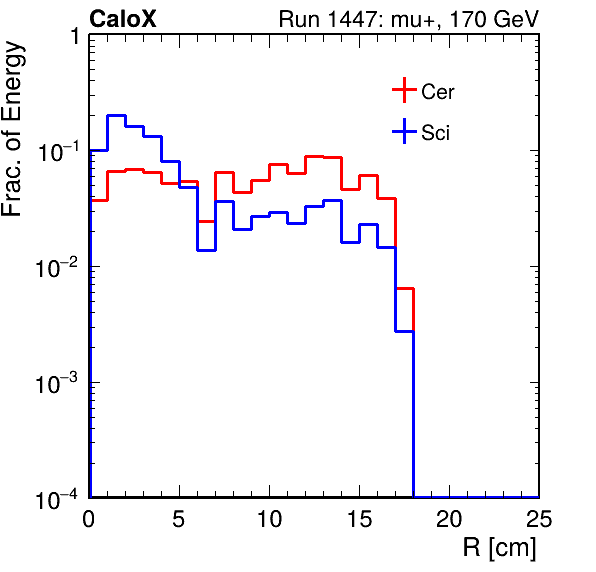 CaloX Run 1447: mu+, 170 GeV
Frac. of Energy
1
10⁻¹
10⁻²
10⁻³
10⁻⁴
Cer
Sci
0 5 10 15 20 25
R [cm]